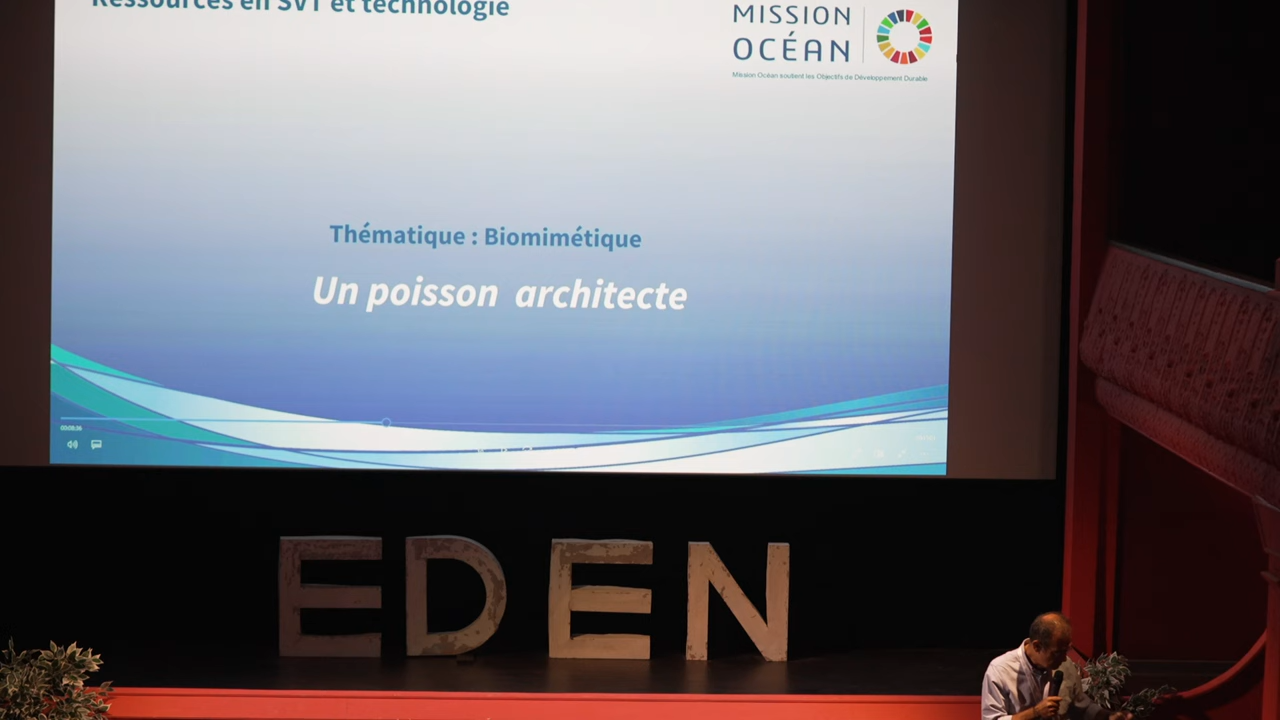 Ressources en SVT et technologie
MISSION
OCÉAN
Mission Océan soutient les Objectifs de Développement Durable
Thématique : Biomimétique
Un poisson architecte
EDEN